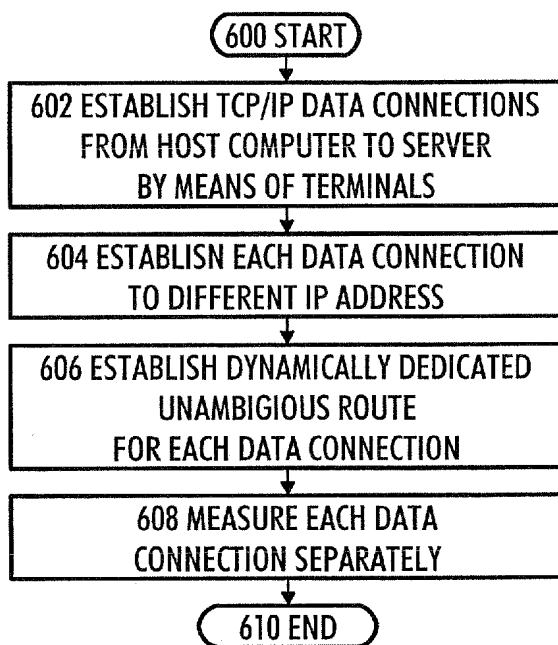 600 START
602 ESTABLISH TCP/IP DATA CONNECTIONS
FROM HOST COMPUTER TO SERVER
BY MEANS OF TERMINALS
604 ESTABLISN EACH DATA CONNECTION
TO DIFFERENT IP ADDRESS
606 ESTABLISH DYNAMICALLY DEDICATED
UNAMBIGIOUS ROUTE
FOR EACH DATA CONNECTION
608 MEASURE EACH DATA
CONNECTION SEPARATELY
610 END